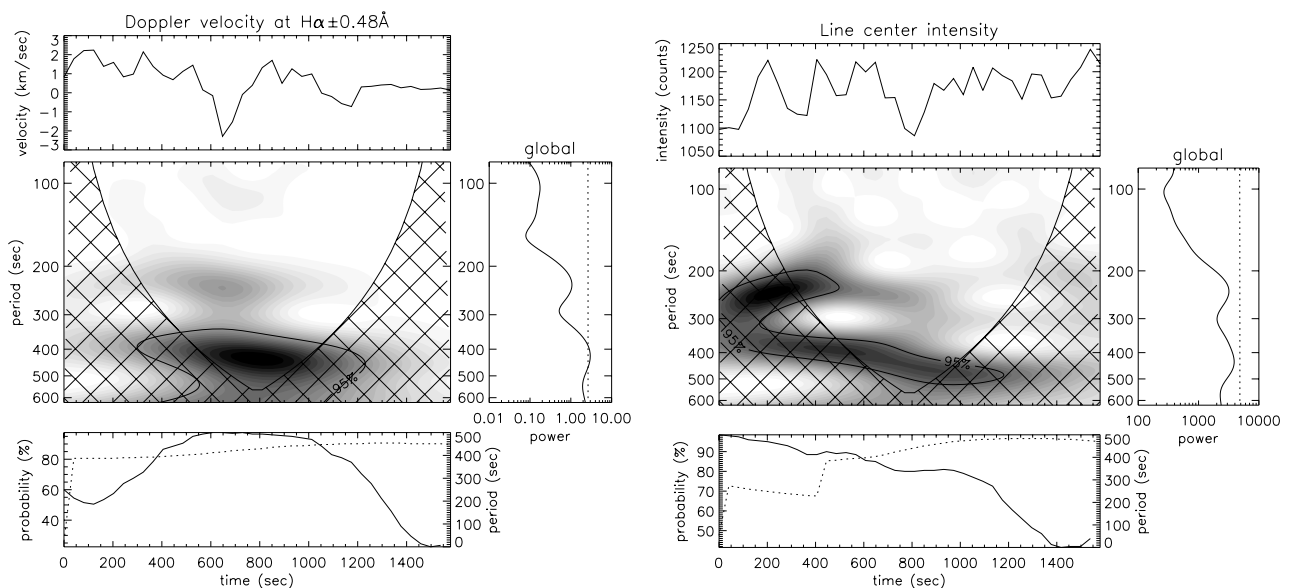 Doppler velocity at Hα±0.48Å
velocity (km/sec)
3
2
1
0
−1
−2
−3
period (sec)
100
200
300
400
500
600
95%
global
100
200
300
400
500
600
0.01 0.10 1.00 10.00
power
probability (%)
80
60
40
500
400
300
200
100
0
period (sec)
0 200 400 600 800 1000 1200 1400
time (sec)
Line center intensity
intensity (counts)
1250
1200
1150
1100
1050
period (sec)
100
200
300
400
500
600
95%
95%
global
100
200
300
400
500
600
100 1000 10000
power
probability (%)
90
80
70
60
50
500
400
300
200
100
0
period (sec)
0 200 400 600 800 1000 1200 1400
time (sec)